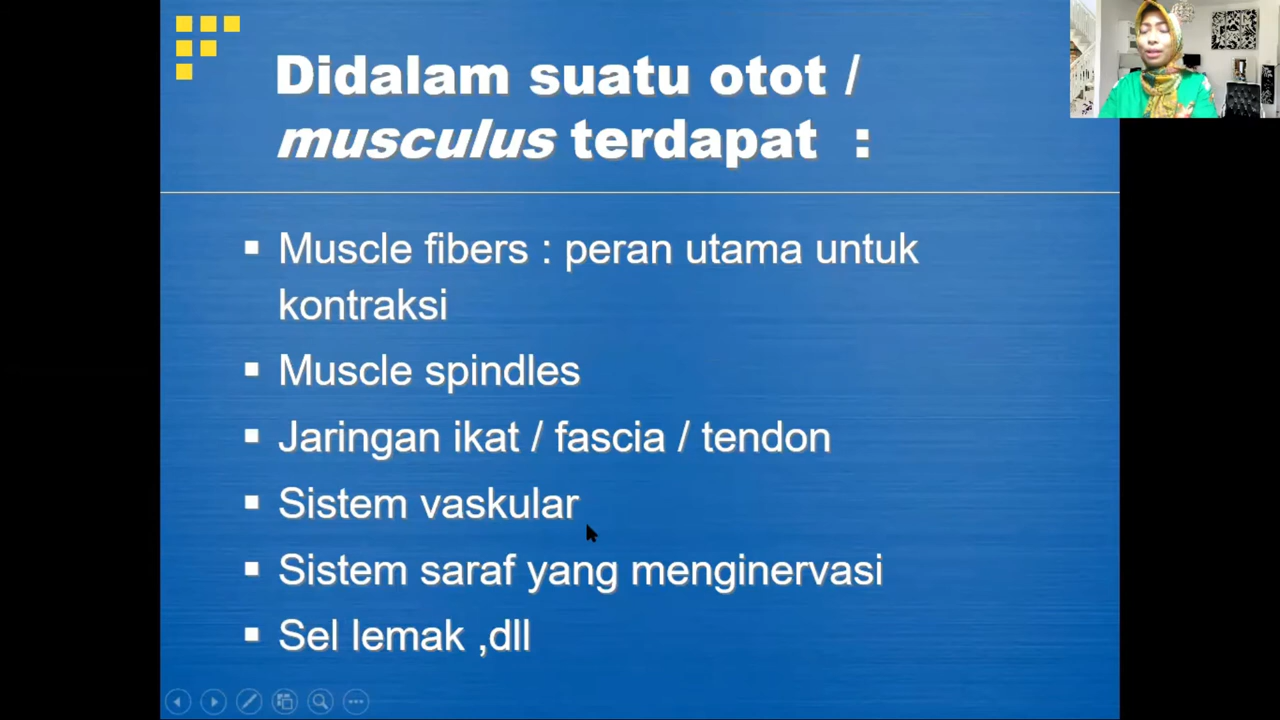 Didalam suatu otot /
musculus terdapat :
Muscle fibers : peran utama untuk
kontraksi
Muscle spindles
Jaringan ikat / fascia / tendon
Sistem vaskular
Sistem saraf yang menginervasi
Sel lemak ,dll